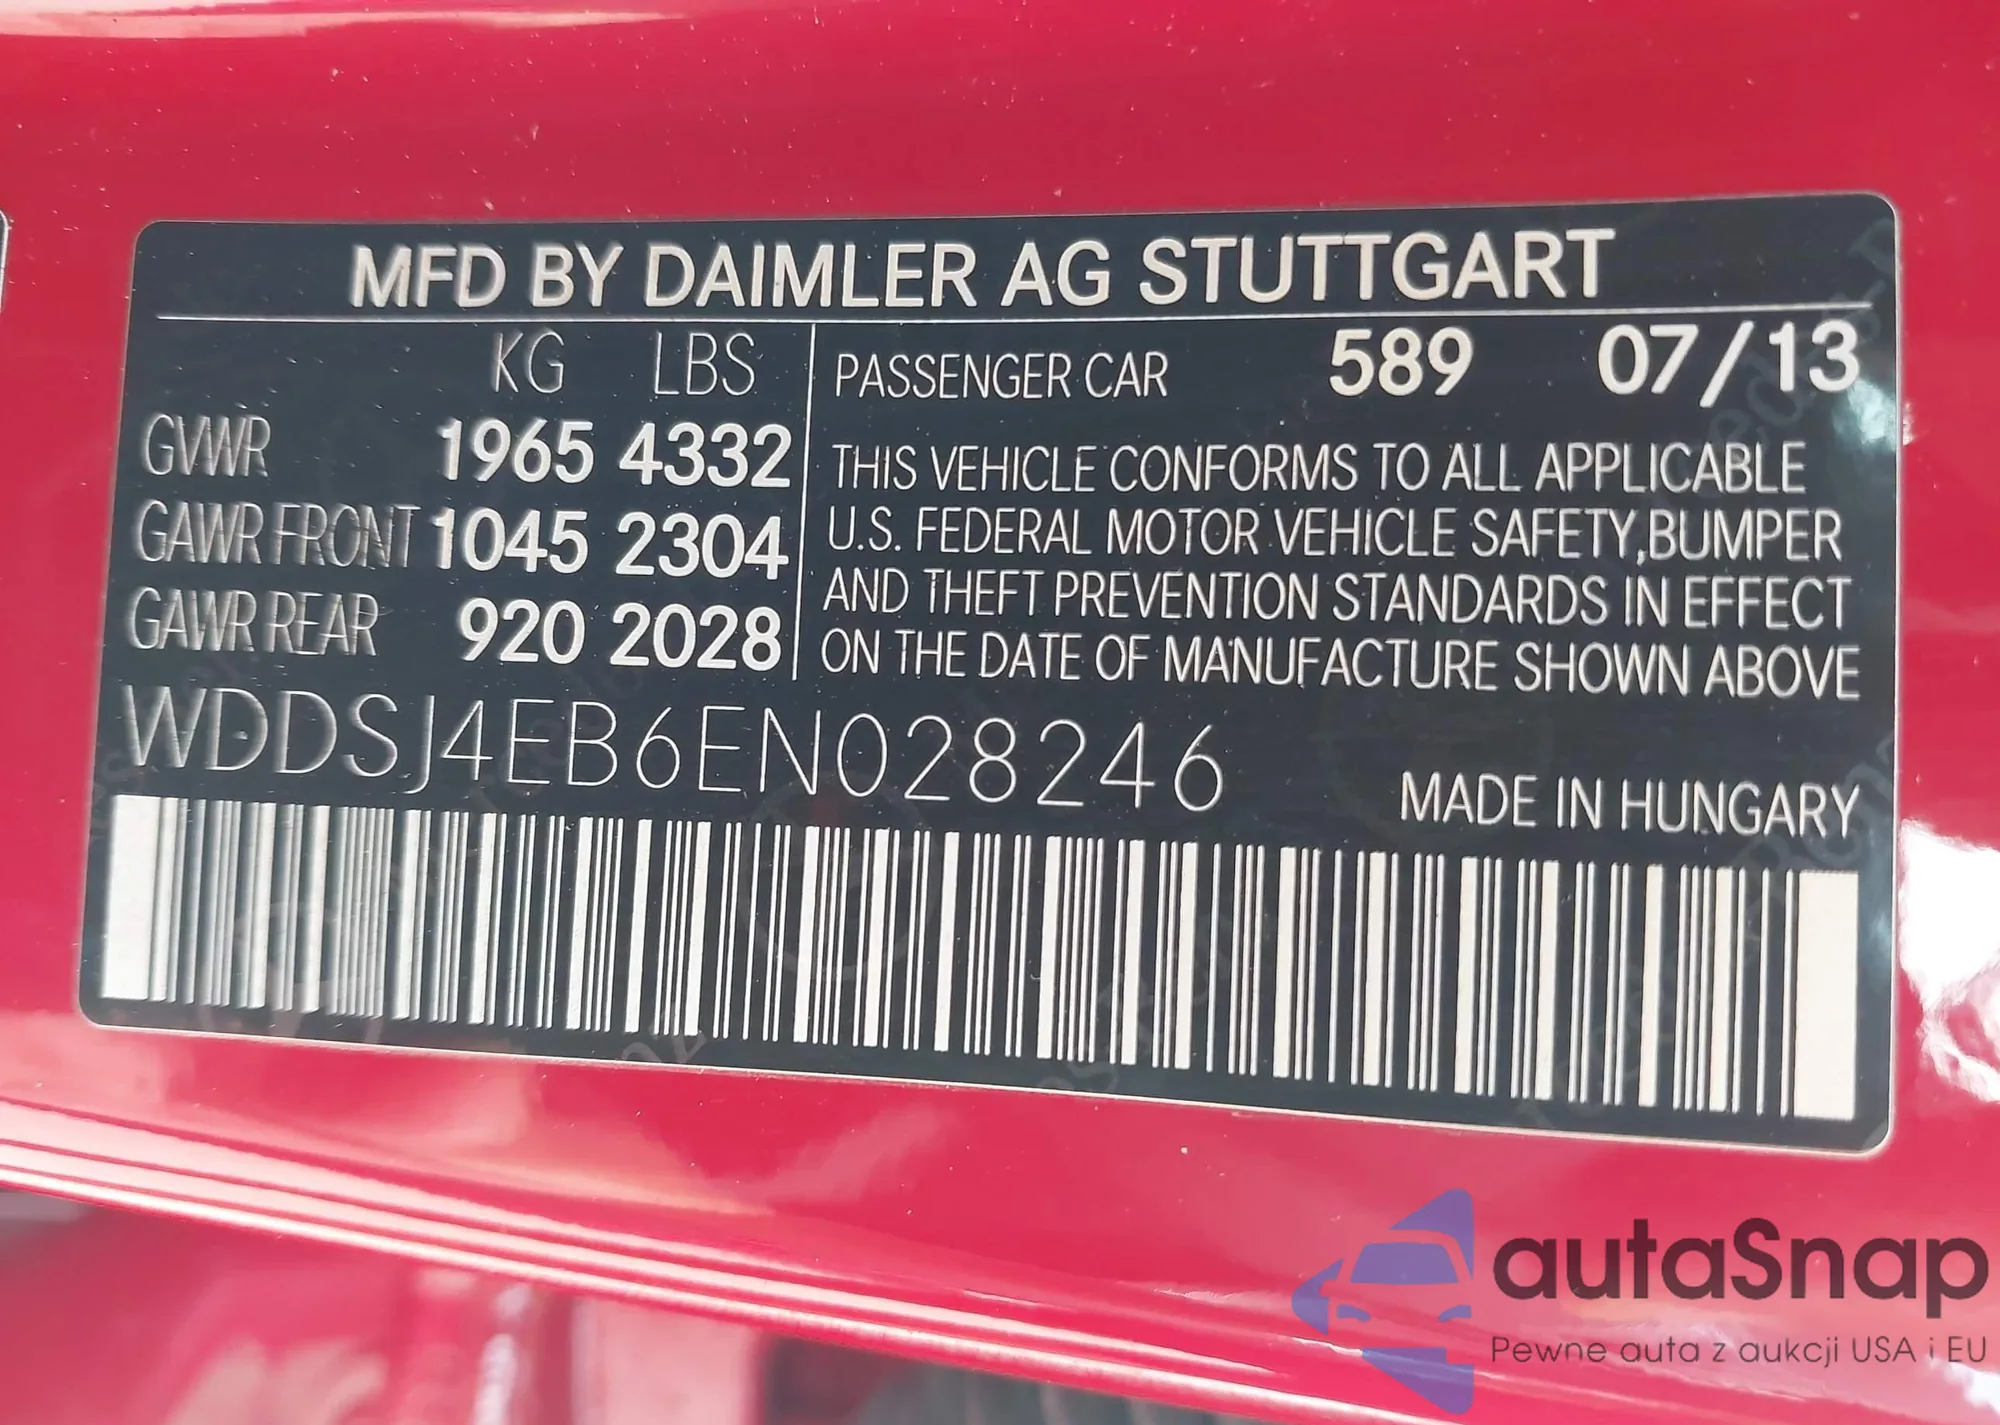 MFD BY DAIMLER AG STUTTGART
KG LBS
GVWR 1965 4332
GAWR FRONT 1045 2304
GAWR REAR 920 2028
PASSENGER CAR 589 07/13
THIS VEHICLE CONFORMS TO ALL APPLICABLE
U.S. FEDERAL MOTOR VEHICLE SAFETY,BUMPER
AND THEFT PREVENTION STANDARDS IN EFFECT
ON THE DATE OF MANUFACTURE SHOWN ABOVE
WDDSJ4EB6EN028246
MADE IN HUNGARY
autaSnap
Pewne auta z aukcji USA i EU